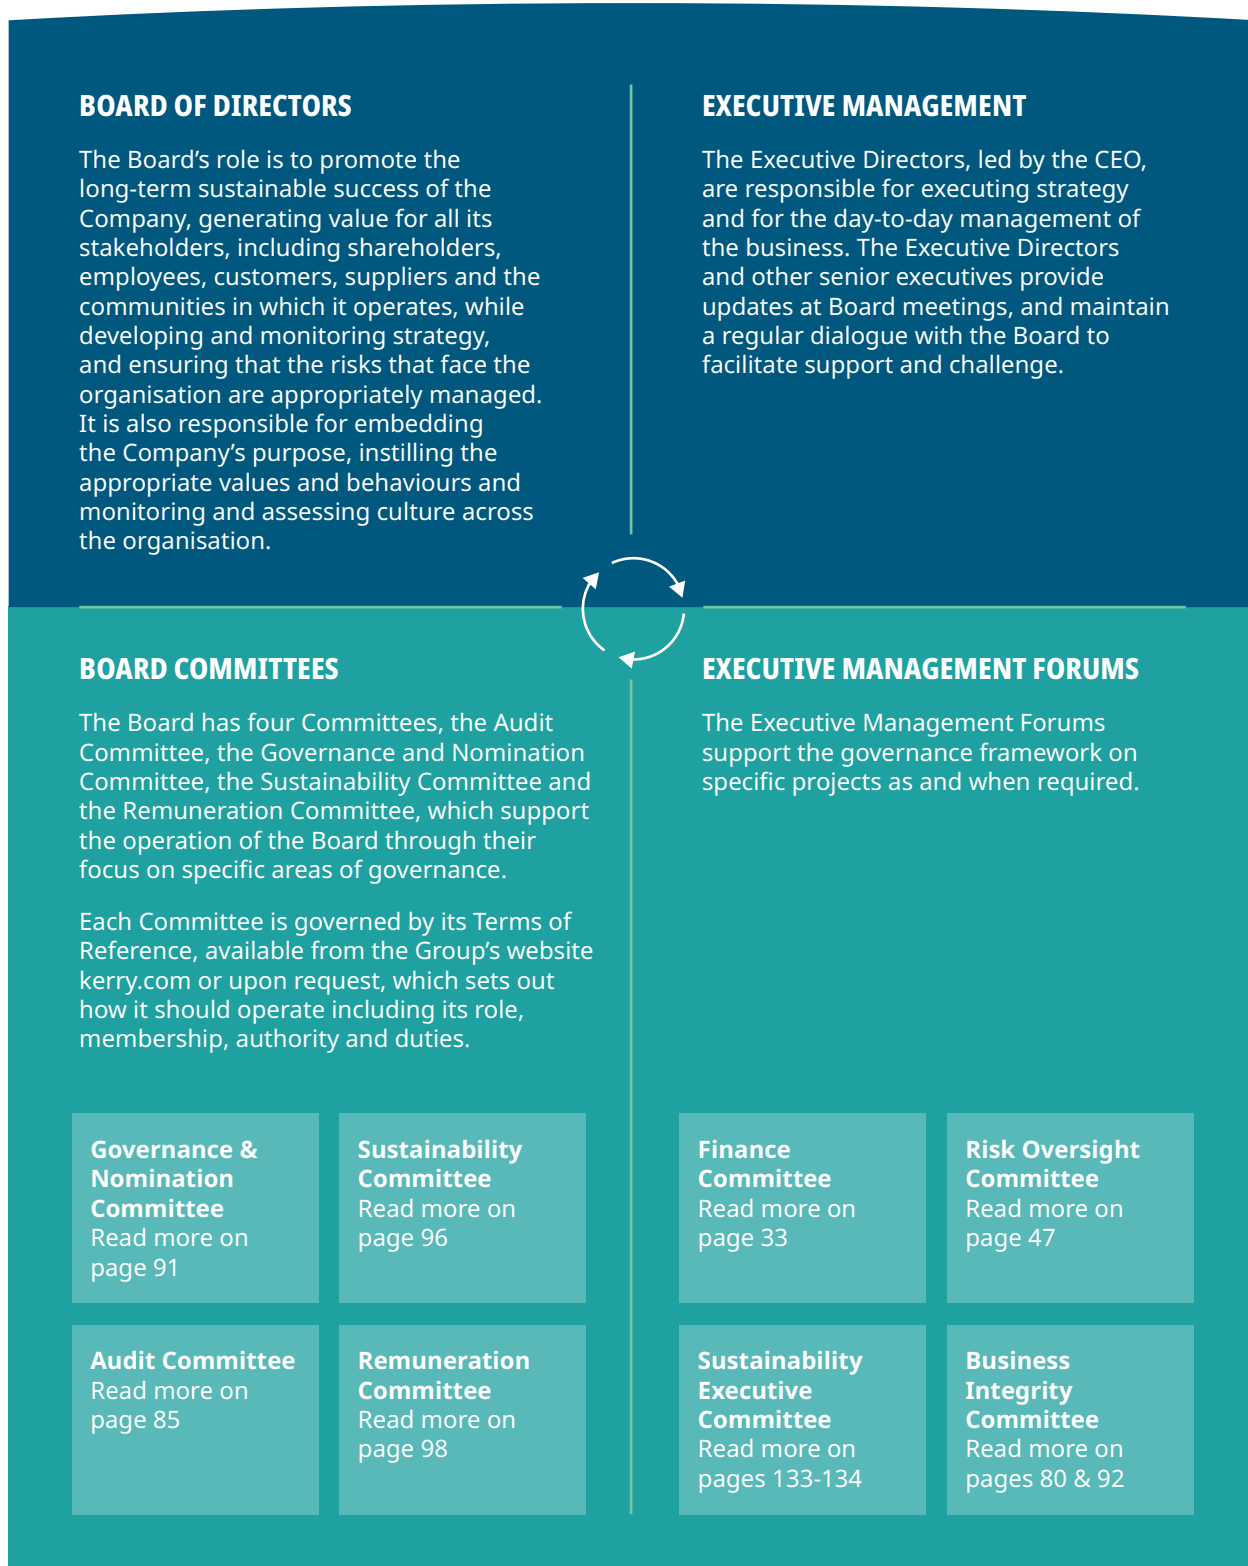 BOARD OF DIRECTORS
The Board’s role is to promote the
long-term sustainable success of the
Company, generating value for all its
stakeholders, including shareholders,
employees, customers, suppliers and the
communities in which it operates, while
developing and monitoring strategy,
and ensuring that the risks that face the
organisation are appropriately managed.
It is also responsible for embedding
the Company’s purpose, instilling the
appropriate values and behaviours and
monitoring and assessing culture across
the organisation.
EXECUTIVE MANAGEMENT
The Executive Directors, led by the CEO,
are responsible for executing strategy
and for the day-to-day management of
the business. The Executive Directors
and other senior executives provide
updates at Board meetings, and maintain
a regular dialogue with the Board to
facilitate support and challenge.
BOARD COMMITTEES
The Board has four Committees, the Audit
Committee, the Governance and Nomination
Committee, the Sustainability Committee and
the Remuneration Committee, which support
the operation of the Board through their
focus on specific areas of governance.
Each Committee is governed by its Terms of
Reference, available from the Group’s website
kerry.com or upon request, which sets out
how it should operate including its role,
membership, authority and duties.
Governance &
Nomination
Committee
Read more on
page 91
Sustainability
Committee
Read more on
page 96
Audit Committee
Read more on
page 85
Remuneration
Committee
Read more on
page 98
EXECUTIVE MANAGEMENT FORUMS
The Executive Management Forums
support the governance framework on
specific projects as and when required.
Finance
Committee
Read more on
page 33
Risk Oversight
Committee
Read more on
page 47
Sustainability
Executive
Committee
Read more on
pages 133-134
Business
Integrity
Committee
Read more on
pages 80 & 92